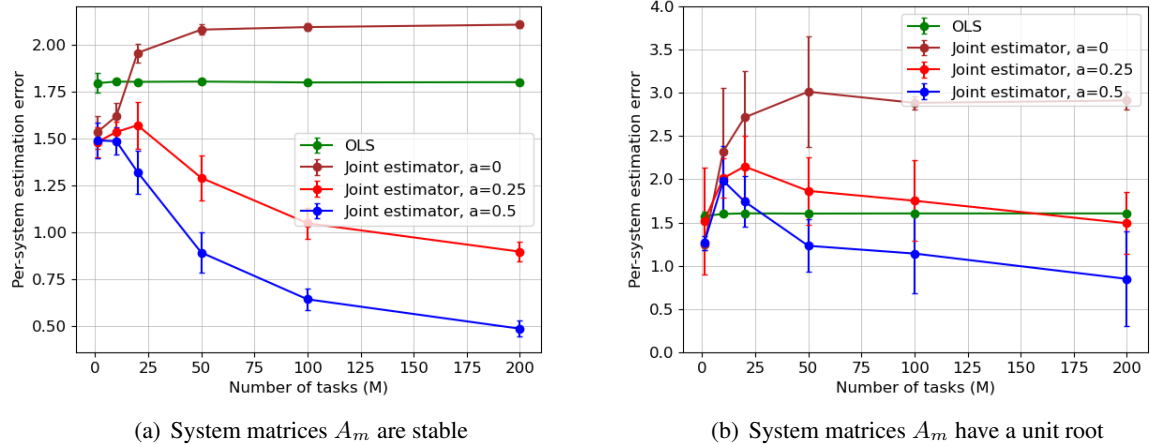 Per-system estimation error
2.00
1.75
1.50
1.25
1.00
0.75
0.50
OLS
Joint estimator, a=0
Joint estimator, a=0.25
Joint estimator, a=0.5
0 25 50 75 100 125 150 175 200
Number of tasks (M)
(a) System matrices A_m are stable
Per-system estimation error
4.0
3.5
3.0
2.5
2.0
1.5
1.0
0.5
0.0
OLS
Joint estimator, a=0
Joint estimator, a=0.25
Joint estimator, a=0.5
0 25 50 75 100 125 150 175 200
Number of tasks (M)
(b) System matrices A_m have a unit root